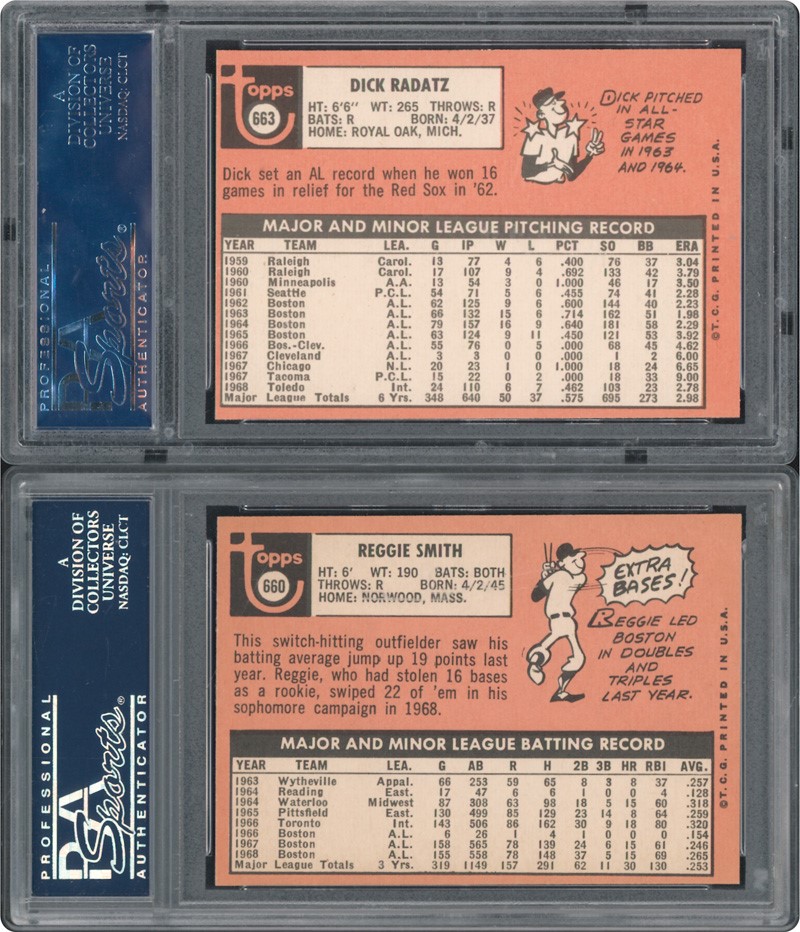 A
DIVISION OF
COLLECTORS
UNIVERSE
NASDAQ: CLCT
PROFESSIONAL
PSA
Sports®
AUTHENTICATOR
topps
663
DICK RADATZ
HT: 6'6" WT: 265 THROWS: R
BATS: R BORN: 4/2/37
HOME: ROYAL OAK, MICH.
Dick set an AL record when he won 16
games in relief for the Red Sox in '62.
DICK PITCHED
IN ALL-
STAR
GAMES
IN 1963
AND 1964.
MAJOR AND MINOR LEAGUE PITCHING RECORD
YEAR TEAM LEA. G IP W L PCT SO BB ERA
1959 Raleigh Carol. 13 77 4 6 .400 76 37 3.04
1960 Raleigh Carol. 17 107 9 4 .692 133 42 3.79
1960 Minneapolis A.A. 13 54 3 0 1.000 46 17 3.50
1961 Seattle P.C.L. 54 71 5 6 .455 74 41 2.28
1962 Boston A.L. 62 125 9 6 .600 144 40 2.23
1963 Boston A.L. 66 132 15 6 .714 162 51 1.98
1964 Boston A.L. 79 157 16 9 .640 181 58 2.29
1965 Boston A.L. 63 124 9 11 .450 121 53 3.92
1966 Bos.-Clev. A.L. 55 76 0 5 .000 68 45 4.62
1967 Cleveland A.L. 3 3 0 0 .000 1 2 6.00
1967 Chicago N.L. 20 23 1 0 1.000 18 24 6.65
1967 Tacoma P.C.L. 15 22 0 2 .000 18 33 9.00
1968 Toledo Int. 24 110 6 7 .462 103 23 2.78
Major League Totals 6 Yrs. 348 640 50 37 .575 695 273 2.98
©T.C.G. PRINTED IN U.S.A.
A
DIVISION OF
COLLECTORS
UNIVERSE
NASDAQ: CLCT
PROFESSIONAL
PSA
Sports®
AUTHENTICATOR
topps
660
REGGIE SMITH
HT: 6' WT: 190 BATS: BOTH
THROWS: R BORN: 4/2/45
HOME: NORWOOD, MASS.
This switch-hitting outfielder saw his
batting average jump up 19 points last
year. Reggie, who had stolen 16 bases
as a rookie, swiped 22 of 'em in his
sophomore campaign in 1968.
EXTRA
BASES!
REGGIE LED
BOSTON
IN DOUBLES
AND
TRIPLES
LAST YEAR.
MAJOR AND MINOR LEAGUE BATTING RECORD
YEAR TEAM LEA. G AB R H 2B 3B HR RBI AVG.
1963 Wytheville Appal. 66 253 59 65 8 3 8 37 .257
1964 Reading East. 17 47 6 6 1 0 0 4 .128
1964 Waterloo Midwest 87 308 63 98 18 5 15 60 .318
1965 Pittsfield East. 130 499 85 129 23 14 8 64 .259
1966 Toronto Int. 143 506 86 162 30 9 18 80 .320
1966 Boston A.L. 6 26 1 4 1 0 0 0 .154
1967 Boston A.L. 158 565 78 139 24 6 15 61 .246
1968 Boston A.L. 155 558 78 148 37 5 15 69 .265
Major League Totals 3 Yrs. 319 1149 157 291 62 11 30 130 .253
©T.C.G. PRINTED IN U.S.A.